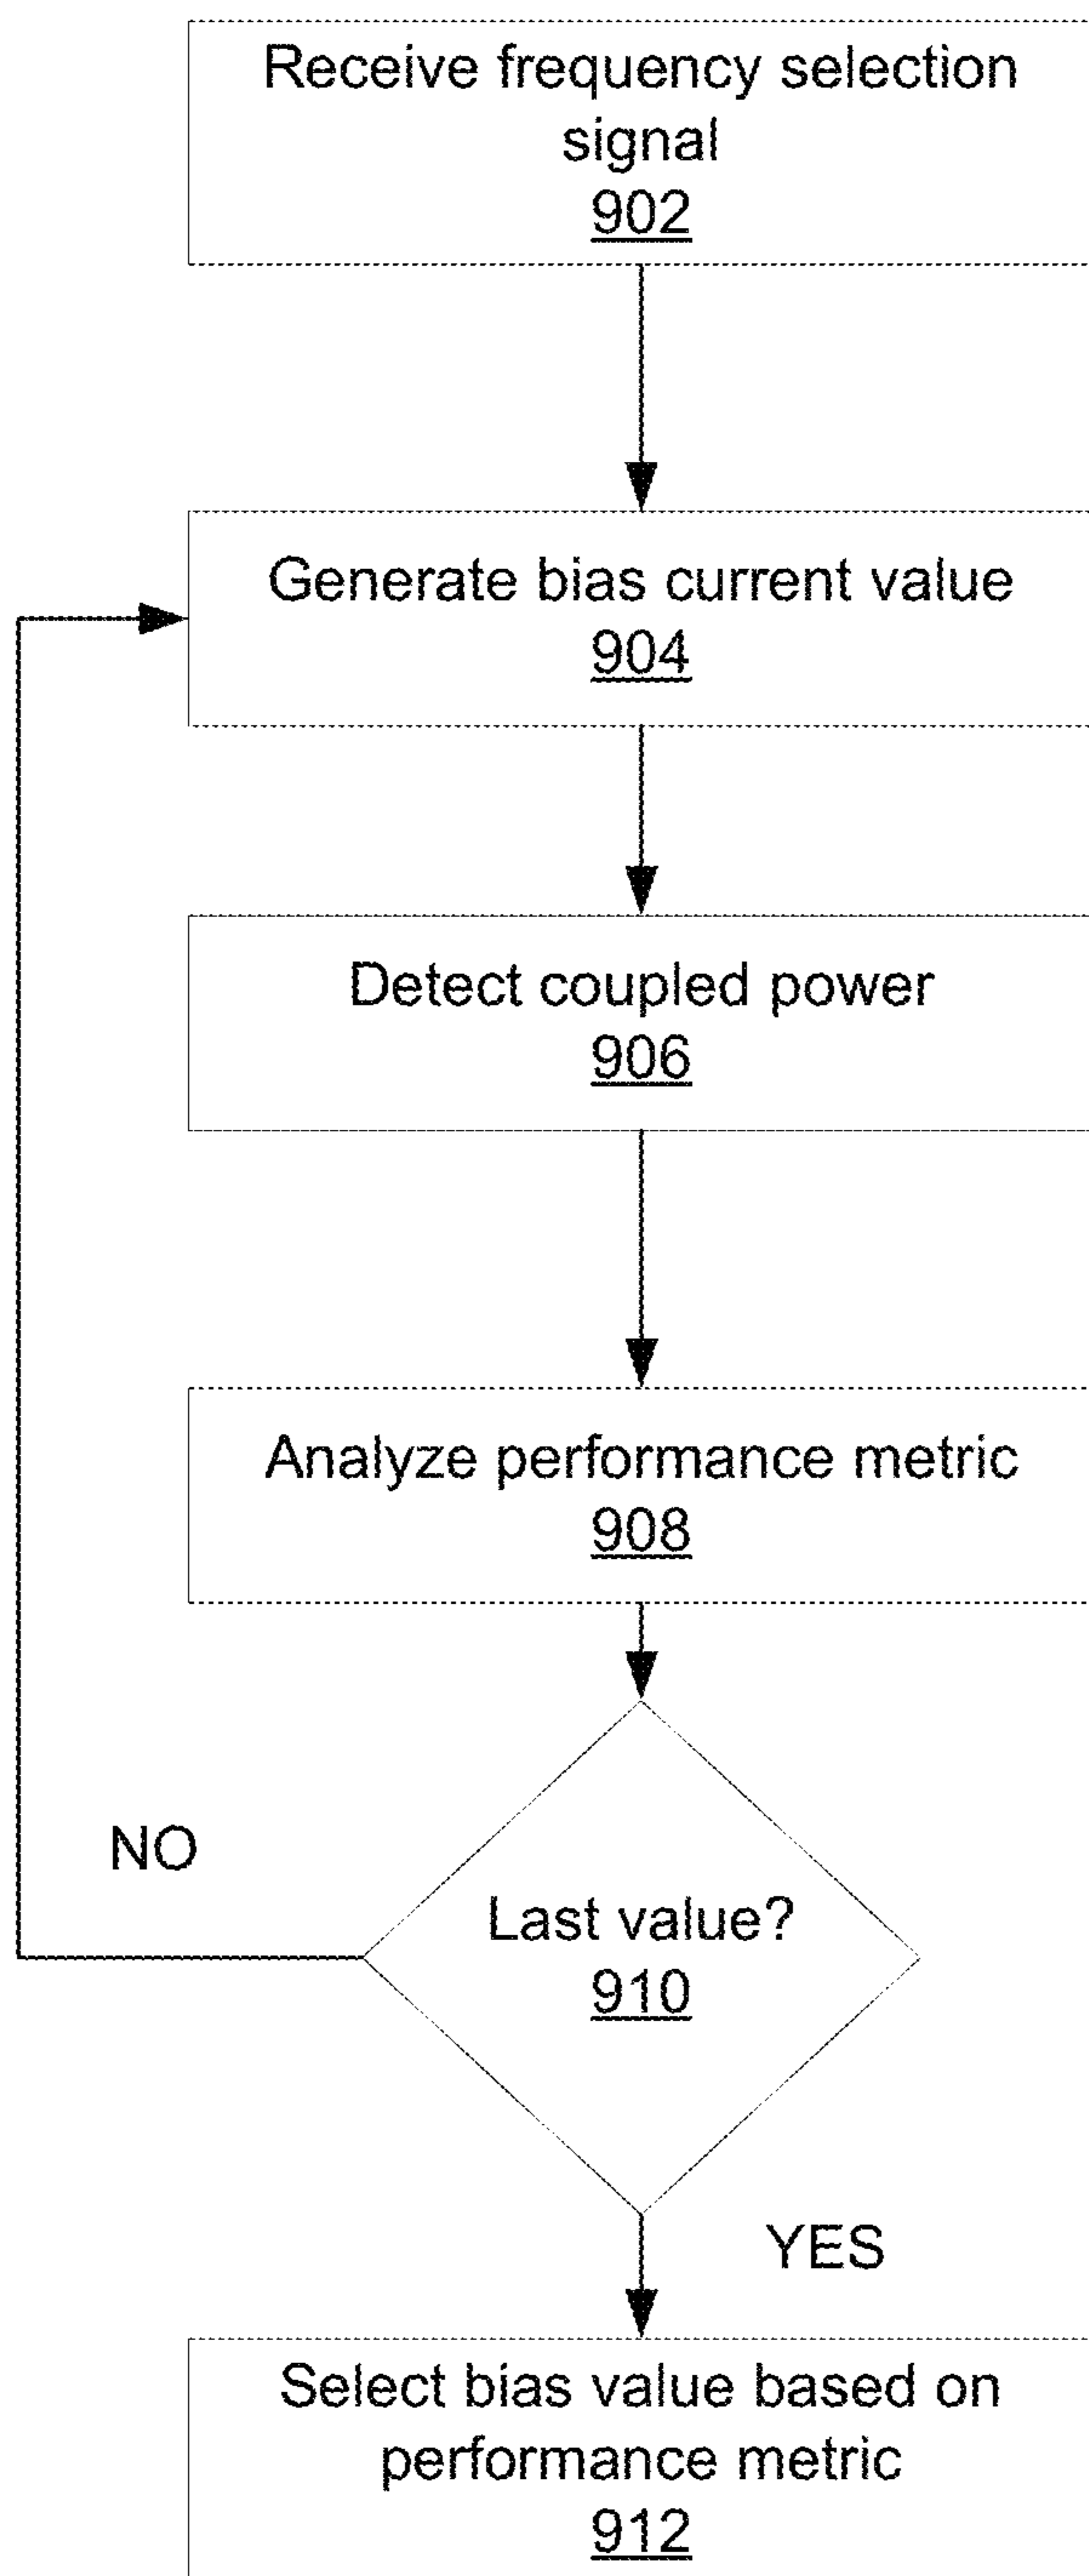 Receive frequency selection
signal
902
Generate bias current value
904
Detect coupled power
906
Analyze performance metric
908
NO
Last value?
910
YES
Select bias value based on
performance metric
912